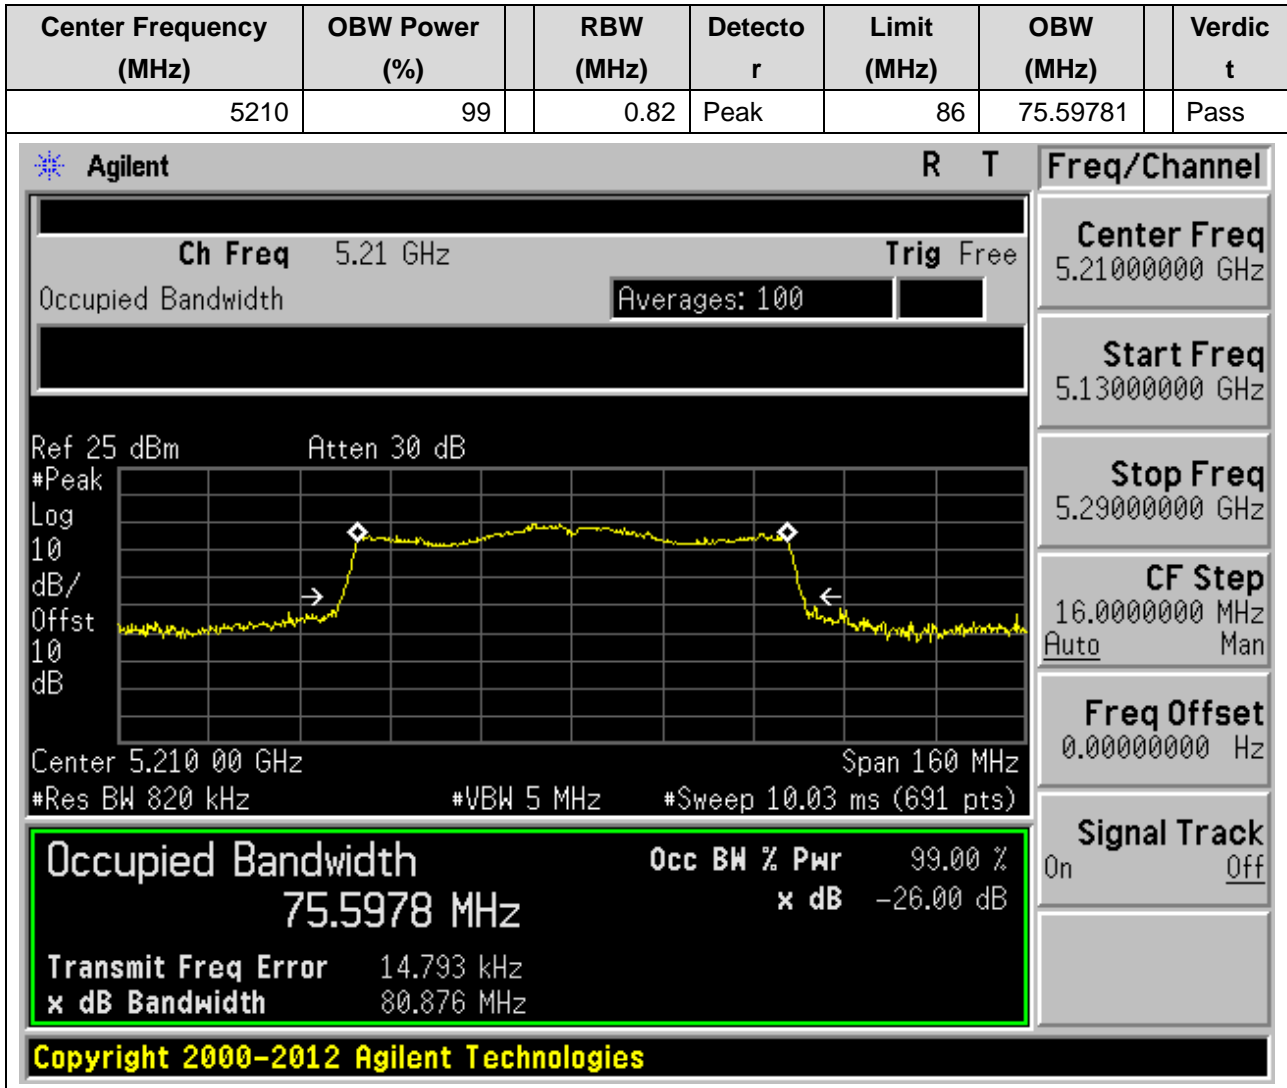 Center Frequency OBW Power RBW Detecto Limit OBW Verdic
(MHz) (%) (MHz) r (MHz) (MHz) t
5210 99 0.82 Peak 86 75.59781 Pass
Agilent R T Freq/Channel
Ch Freq 5.21 GHz Trig Free
Occupied Bandwidth Averages: 100
Center Freq
5.21000000 GHz
Start Freq
5.13000000 GHz
Stop Freq
5.29000000 GHz
CF Step
16.0000000 MHz
Auto Man
Freq Offset
0.00000000 Hz
Signal Track
On Off
Ref 25 dBm Atten 30 dB
#Peak
Log
10
dB/
Offst
10
dB
Center 5.210 00 GHz Span 160 MHz
#Res BW 820 kHz #VBW 5 MHz #Sweep 10.03 ms (691 pts)
Occupied Bandwidth Occ BW % Pwr 99.00 %
75.5978 MHz x dB -26.00 dB
Transmit Freq Error 14.793 kHz
x dB Bandwidth 80.876 MHz
Copyright 2000-2012 Agilent Technologies